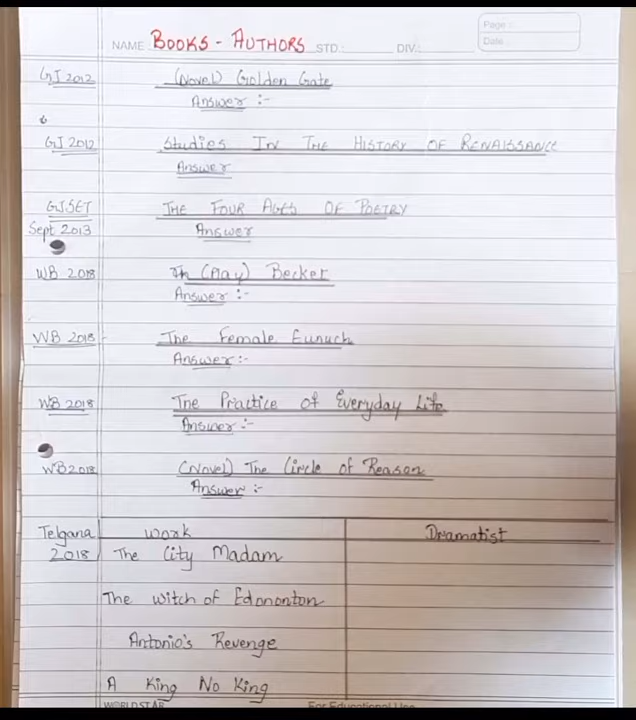 Page :
NAME : BOOKS - AUTHORS STD.: DIV.:
Date :
GJ 2012 (Novel) Golden Gate
Answer :-
GJ 2012 Studies In The History of Renaissance
Answer
GJSET The Four Ages Of Poetry
Sept 2013 Answer
WB 2018 In (Play) Becket
Answer :-
WB 2018 The Female Eunuch
Answer:-
WB 2018 The Practice of Everyday Life
Answer :-
WB2018 (Novel) The Circle of Reason
Answer :-
Telgana work Dramatist
2018 The City Madam
The witch of Edmonton
Antonio's Revenge
A King No King
WORLDSTAR For Educational Use